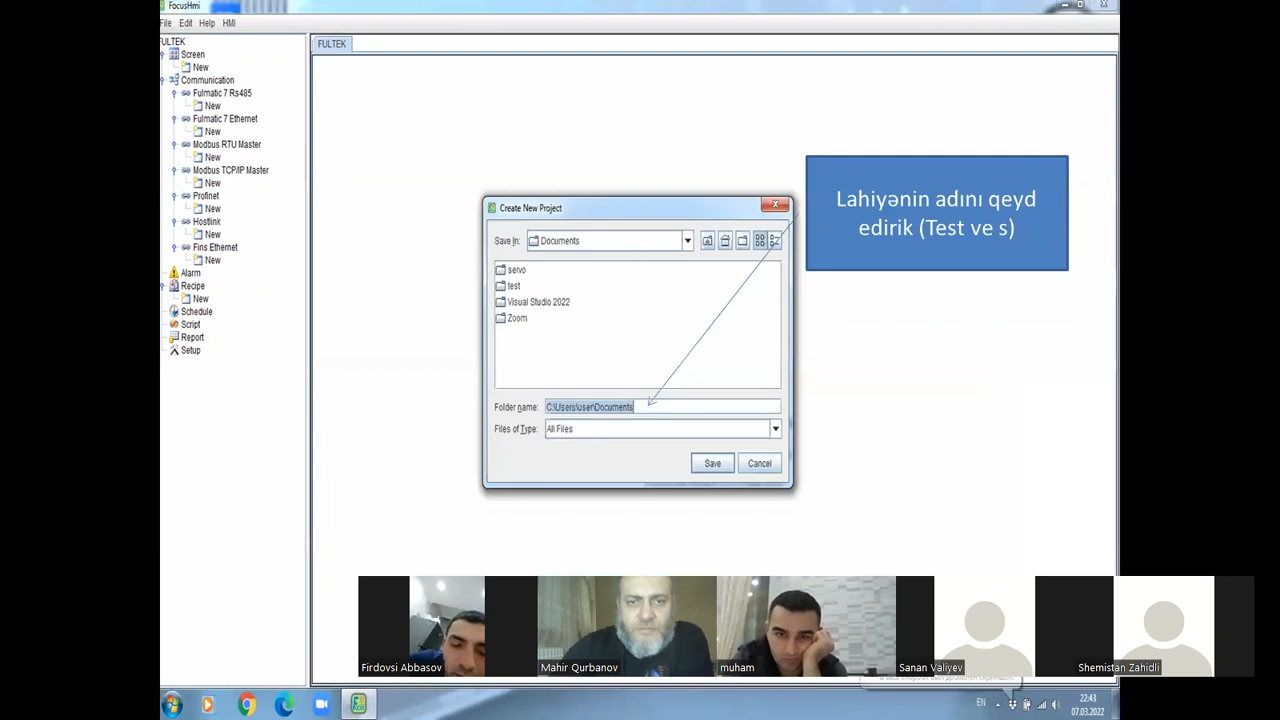 FocusHmi
File Edit Help HMI
FULTEK
FULTEK
Screen
New
Communication
Fulmatic 7 Rs485
New
Fulmatic 7 Ethernet
New
Modbus RTU Master
New
Modbus TCP/IP Master
New
Profinet
New
Hostlink
New
Fins Ethernet
New
Alarm
Recipe
New
Schedule
Script
Report
Setup
Create New Project
Save In: Documents
servo
test
Visual Studio 2022
Zoom
Folder name: C:\Users\user\Documents
Files of Type: All Files
Save Cancel
Lahiyənin adını qeyd
edirik (Test ve s)
Firdovsi Abbasov
Mahir Qurbanov
muham
Sanan Valiyev
Shemistan Zahidli
EN
22:43
07.03.2022